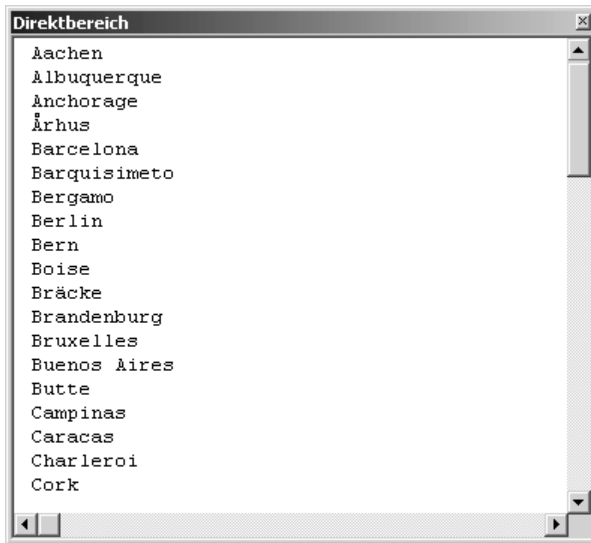 Direktbereich
Aachen
Albuquerque
Anchorage
Århus
Barcelona
Barquisimeto
Bergamo
Berlin
Bern
Boise
Bräcke
Brandenburg
Bruxelles
Buenos Aires
Butte
Campinas
Caracas
Charleroi
Cork